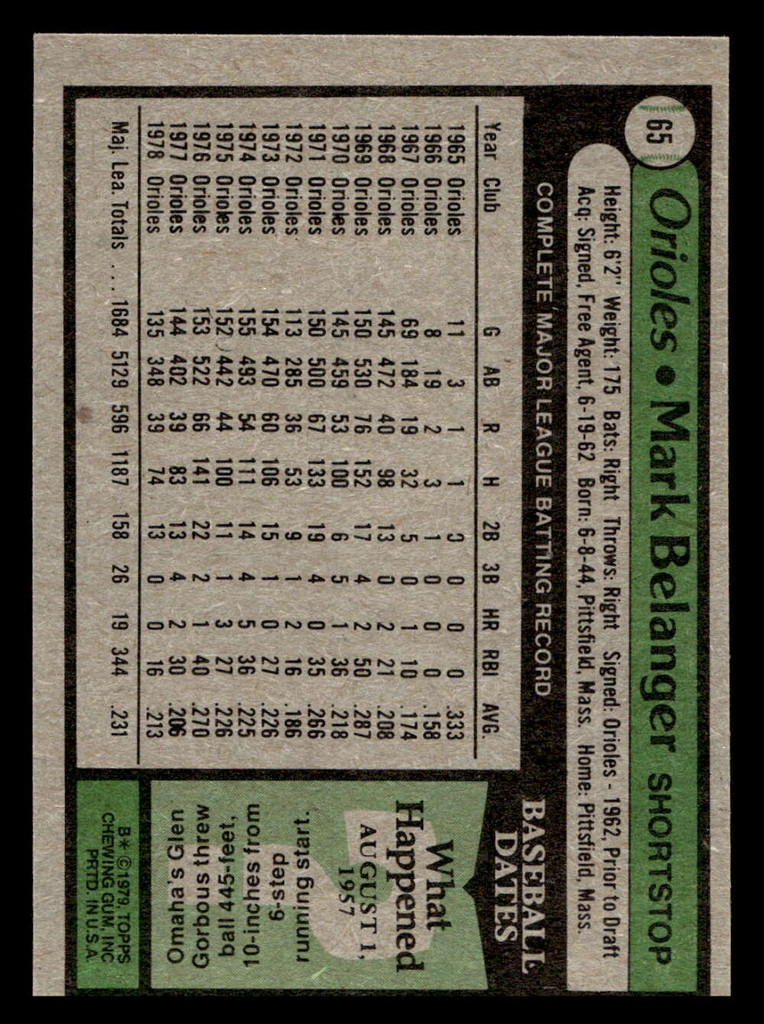 65
Orioles • Mark Belanger SHORTSTOP
Height: 6'2" Weight: 175 Bats: Right Throws: Right Signed: Orioles - 1962, Prior to Draft
Acq: Signed, Free Agent, 6-19-62 Born: 6-8-44, Pittsfield, Mass. Home: Pittsfield, Mass.
COMPLETE MAJOR LEAGUE BATTING RECORD
Year Club G AB R H 2B 3B HR RBI AVG.
1965 Orioles 11 3 1 1 0 0 0 0 .333
1966 Orioles 8 19 2 3 1 0 0 0 .158
1967 Orioles 69 184 19 32 5 0 1 10 .174
1968 Orioles 145 472 40 98 13 0 2 21 .208
1969 Orioles 150 530 76 152 17 4 2 50 .287
1970 Orioles 145 459 53 100 6 5 1 36 .218
1971 Orioles 150 500 67 133 19 4 0 35 .266
1972 Orioles 113 285 36 53 9 1 2 16 .186
1973 Orioles 154 470 60 106 15 1 0 27 .226
1974 Orioles 155 493 54 111 14 4 5 36 .225
1975 Orioles 152 442 44 100 11 1 3 27 .226
1976 Orioles 153 522 66 141 22 2 1 40 .270
1977 Orioles 144 402 39 83 13 4 2 30 .206
1978 Orioles 135 348 39 74 13 0 0 16 .213
Maj. Lea. Totals . . . 1684 5129 596 1187 158 26 19 344 .231
BASEBALL
DATES
What
Happened
AUGUST 1,
1957
Omaha's Glen
Gorbous threw
ball 445-feet,
10-inches from
6-step
running start.
B* © 1979, TOPPS
CHEWING GUM, INC
PRTD. IN U.S.A.